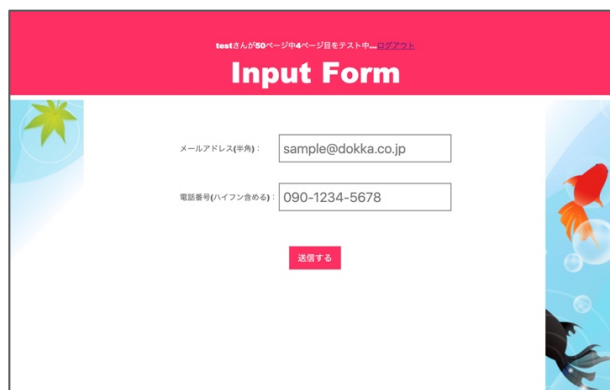 testさんが50ページ中4ページ目をテスト中...ログアウト
Input Form
メールアドレス(半角)： sample@dokka.co.jp
電話番号(ハイフン含める)： 090-1234-5678
送信する